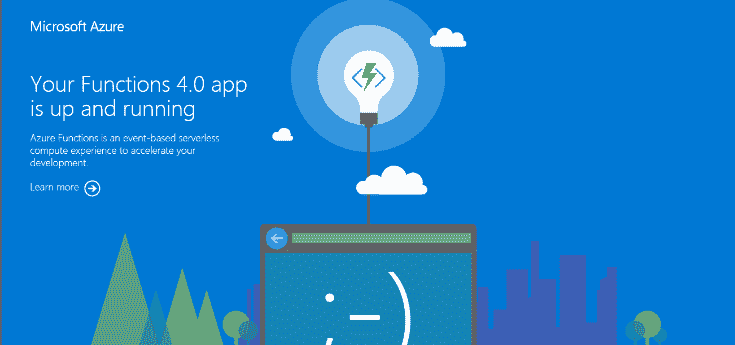 Microsoft Azure
Your Functions 4.0 app
is up and running
Azure Functions is an event-based serverless
compute experience to accelerate your
development.
Learn more
;-)